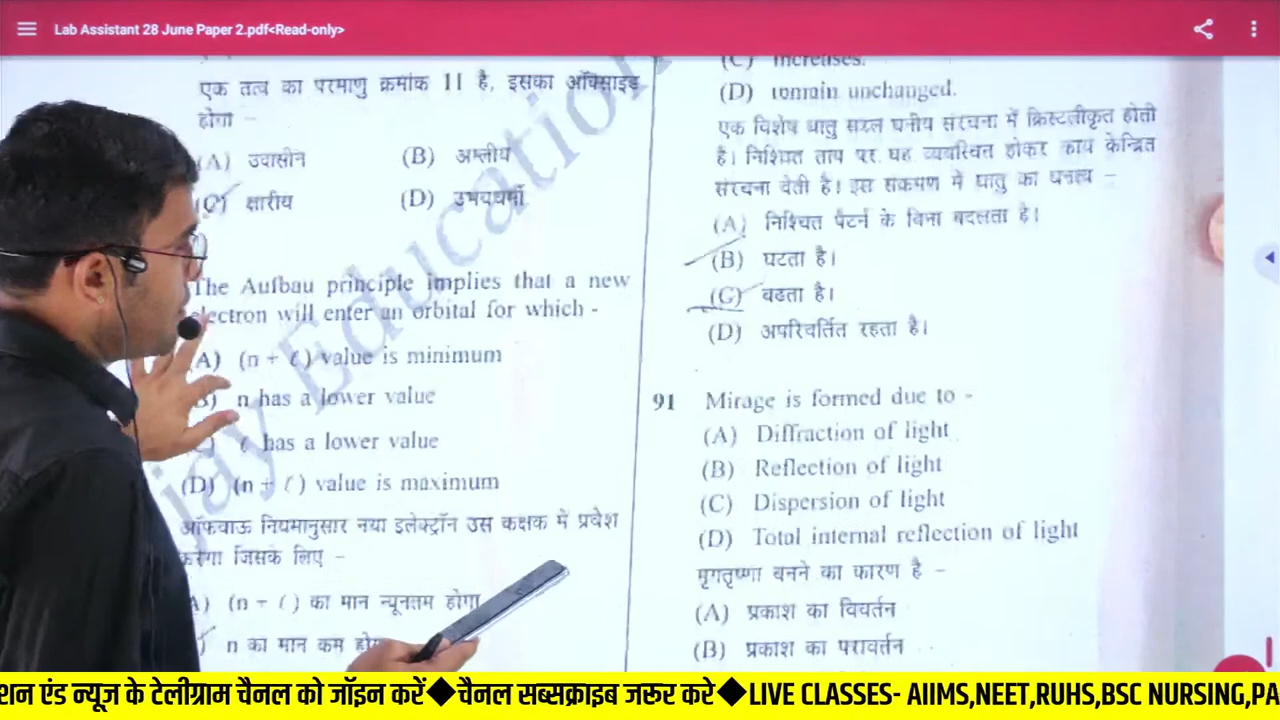 Lab Assistant 28 June Paper 2.pdf<Read-only>
एक तत्व का परमाणु क्रमांक 11 है, इसका ऑक्साइड
होगा -
(A) उदासीन (B) अम्लीय
(C) क्षारीय (D) उभयधर्मी
The Aufbau principle implies that a new
electron will enter an orbital for which -
(A) (n + ℓ) value is minimum
(B) n has a lower value
ℓ has a lower value
(D) (n + ℓ) value is maximum
ऑफवाऊ नियमानुसार नया इलेक्ट्रॉन उस कक्षक में प्रवेश
करेगा जिसके लिए -
(A) (n + ℓ) का मान न्यूनतम होगा
n का मान कम
(C) increases.
(D) remain unchanged.
एक विशेष धातु सरल घनीय संरचना में क्रिस्टलीकृत होती
है। निश्चित ताप पर यह व्यवस्थित होकर काय केन्द्रित
संरचना देती है। इस संक्रमण में धातु का घनत्व -
(A) निश्चित पैटर्न के बिना बदलता है।
(B) घटता है।
(C) बढता है।
(D) अपरिवर्तित रहता है।
91 Mirage is formed due to -
(A) Diffraction of light
(B) Reflection of light
(C) Dispersion of light
(D) Total internal reflection of light
मृगतृष्णा बनने का कारण है -
(A) प्रकाश का विवर्तन
(B) प्रकाश का परावर्तन
jay Education
शन एंड न्यूज के टेलीग्राम चैनल को जॉइन करें◆चैनल सब्सक्राइब जरूर करे◆LIVE CLASSES- AIIMS,NEET,RUHS,BSC NURSING,PA